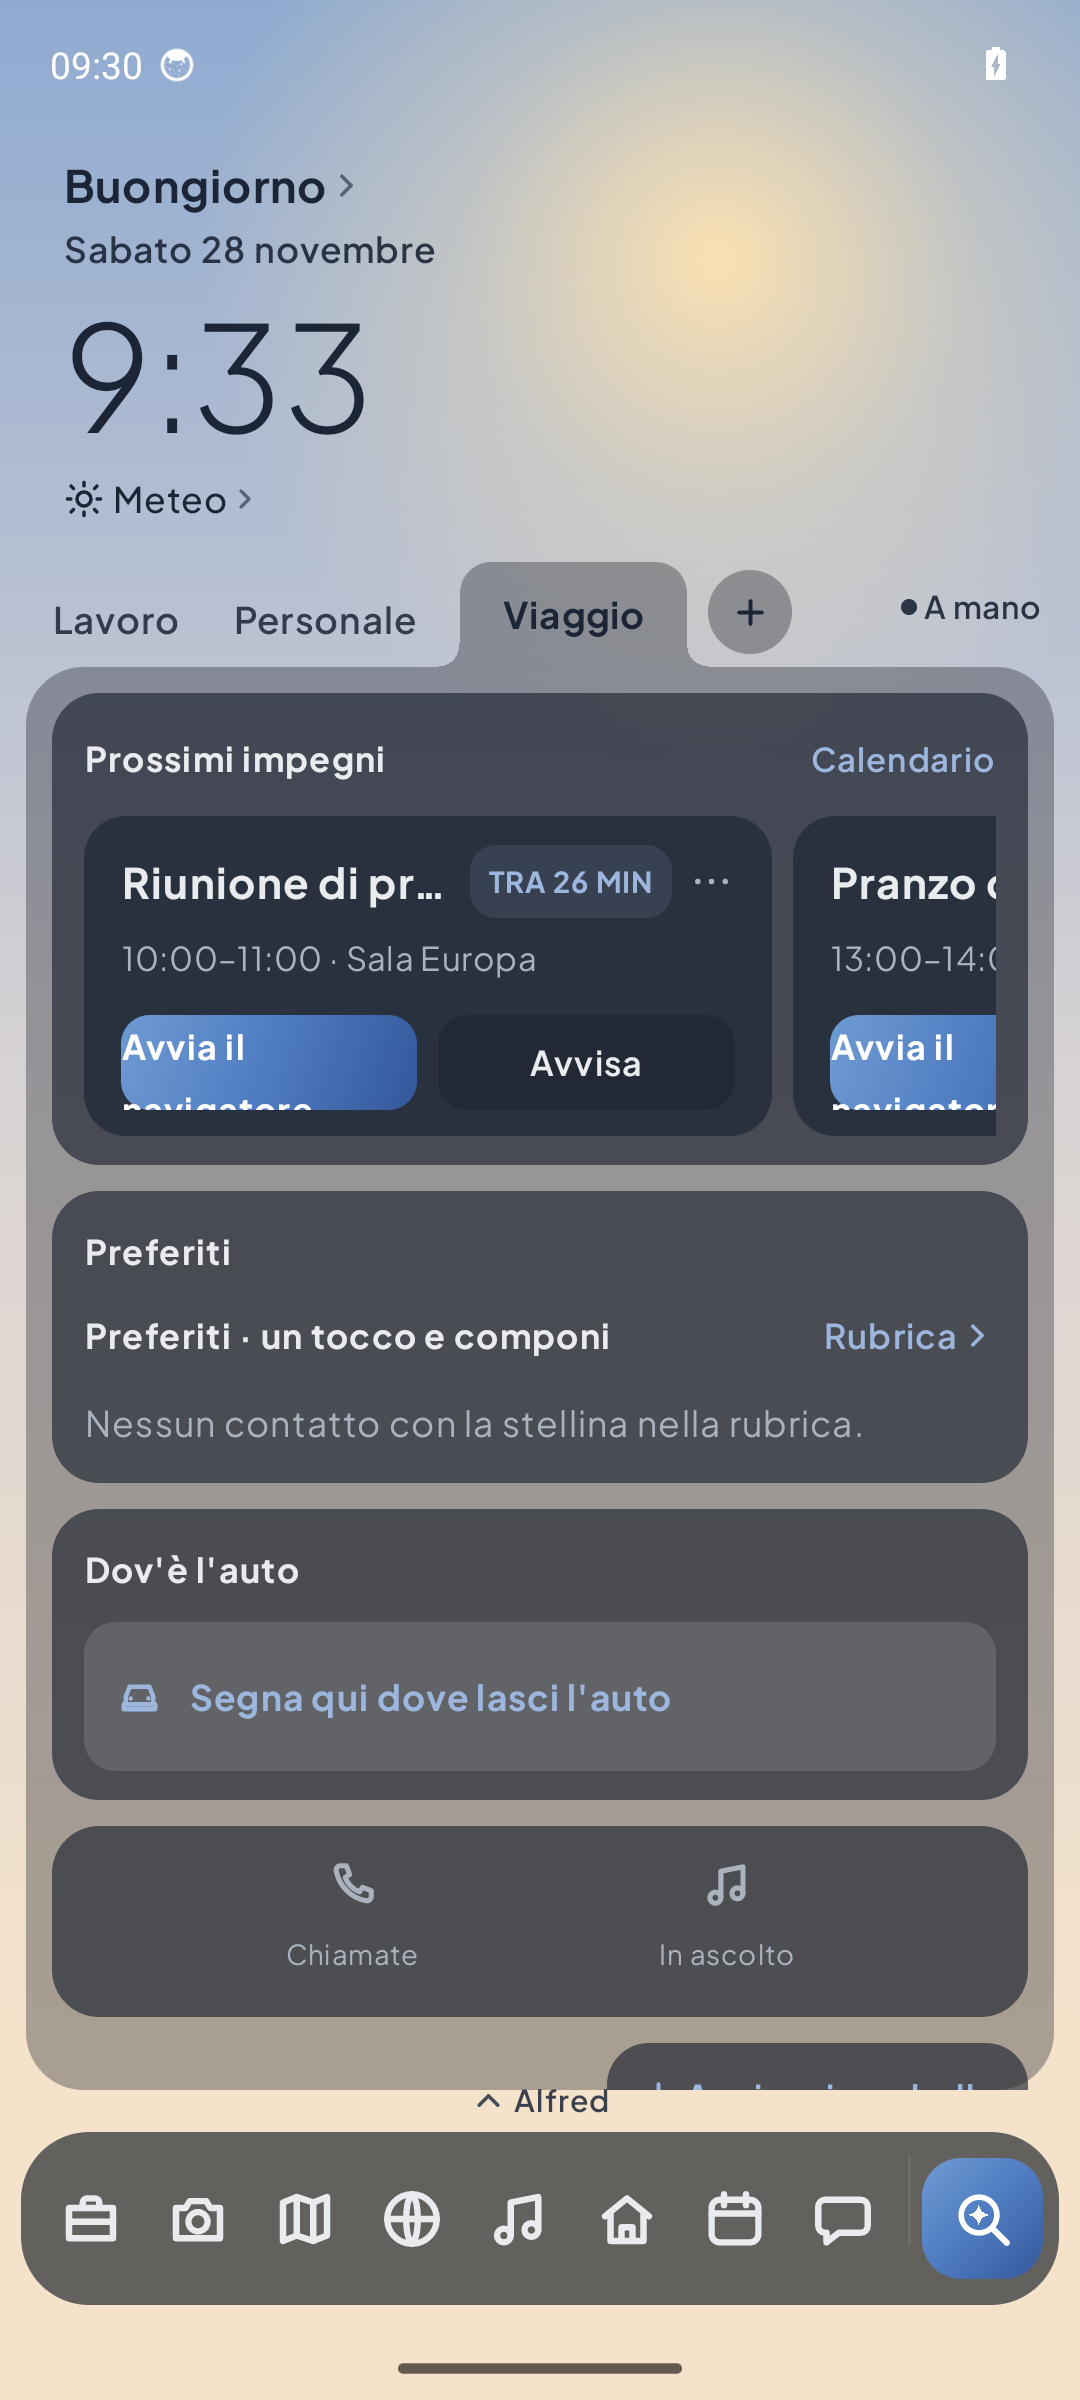 09:30
Buongiorno
Sabato 28 novembre
9:33
Meteo
Lavoro Personale Viaggio + A mano
Prossimi impegni Calendario
Riunione di pr... TRA 26 MIN ...
10:00–11:00 · Sala Europa
Avvia il
navigatore
Avvisa
Pranzo
13:00–14:0
Avvia il
Preferiti
Preferiti · un tocco e componi Rubrica
Nessun contatto con la stellina nella rubrica.
Dov'è l'auto
Segna qui dove lasci l'auto
Chiamate In ascolto
Alfred